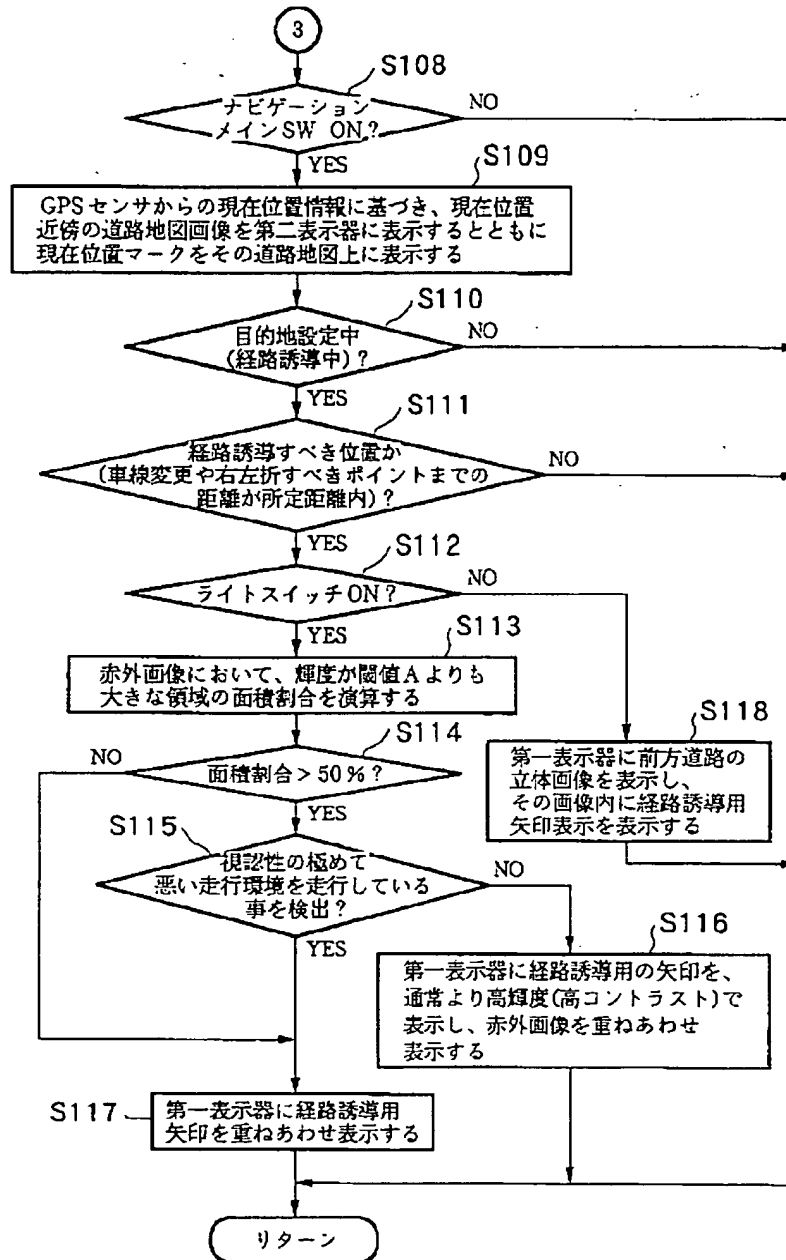 3
S108
ナビゲーション
メインSW ON?
NO
YES
S109
GPSセンサからの現在位置情報に基づき、現在位置
近傍の道路地図画像を第二表示器に表示するとともに
現在位置マークをその道路地図上に表示する
S110
目的地設定中
(経路誘導中)?
NO
YES
S111
経路誘導すべき位置か
(車線変更や右左折すべきポイントまでの
距離が所定距離内)?
NO
YES
S112
ライトスイッチON?
NO
YES
S113
赤外画像において、輝度が閾値Aよりも
大きな領域の面積割合を演算する
S114
NO
面積割合>50%?
YES
S118
第一表示器に前方道路の
立体画像を表示し、
その画像内に経路誘導用
矢印表示を表示する
S115
視認性の極めて
悪い走行環境を走行している
事を検出?
NO
YES
S116
第一表示器に経路誘導用の矢印を、
通常より高輝度(高コントラスト)で
表示し、赤外画像を重ねあわせ
表示する
S117
第一表示器に経路誘導用
矢印を重ねあわせ表示する
リターン